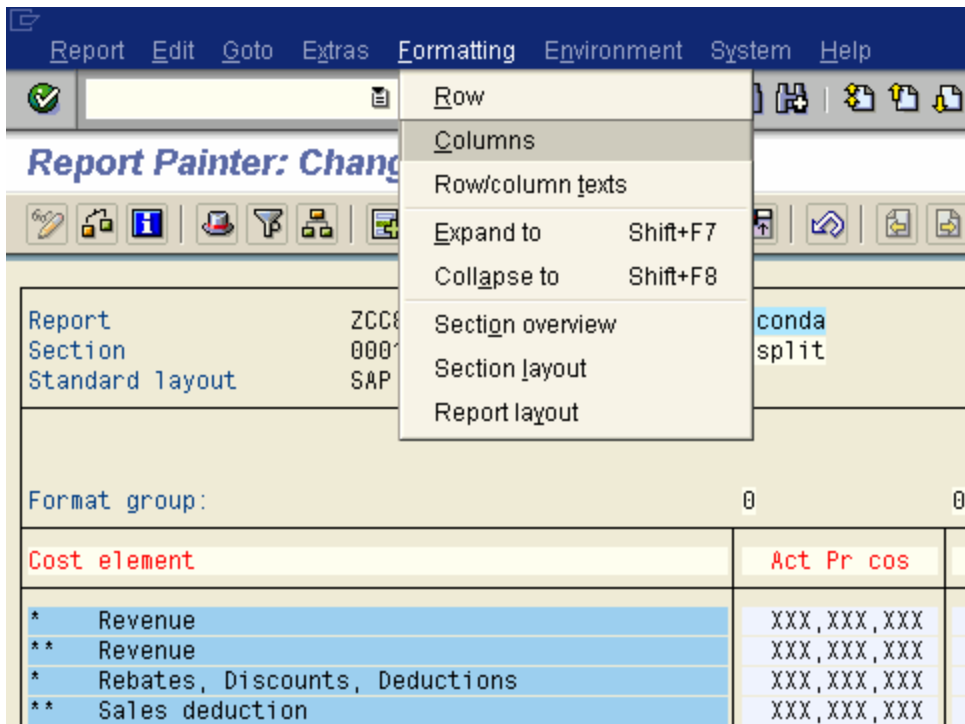 Report Edit Goto Extras Formatting Environment System Help
Row
Columns
Report Painter: Chang
Row/column texts
Expand to Shift+F7
Collapse to Shift+F8
Report ZCC conda
Section overview
Section 0001 split
Standard layout SAP
Section layout
Report layout
Format group: 0 0
Cost element Act Pr cos
* Revenue XXX,XXX,XXX
** Revenue XXX,XXX,XXX
* Rebates, Discounts, Deductions XXX,XXX,XXX
** Sales deduction XXX,XXX,XXX